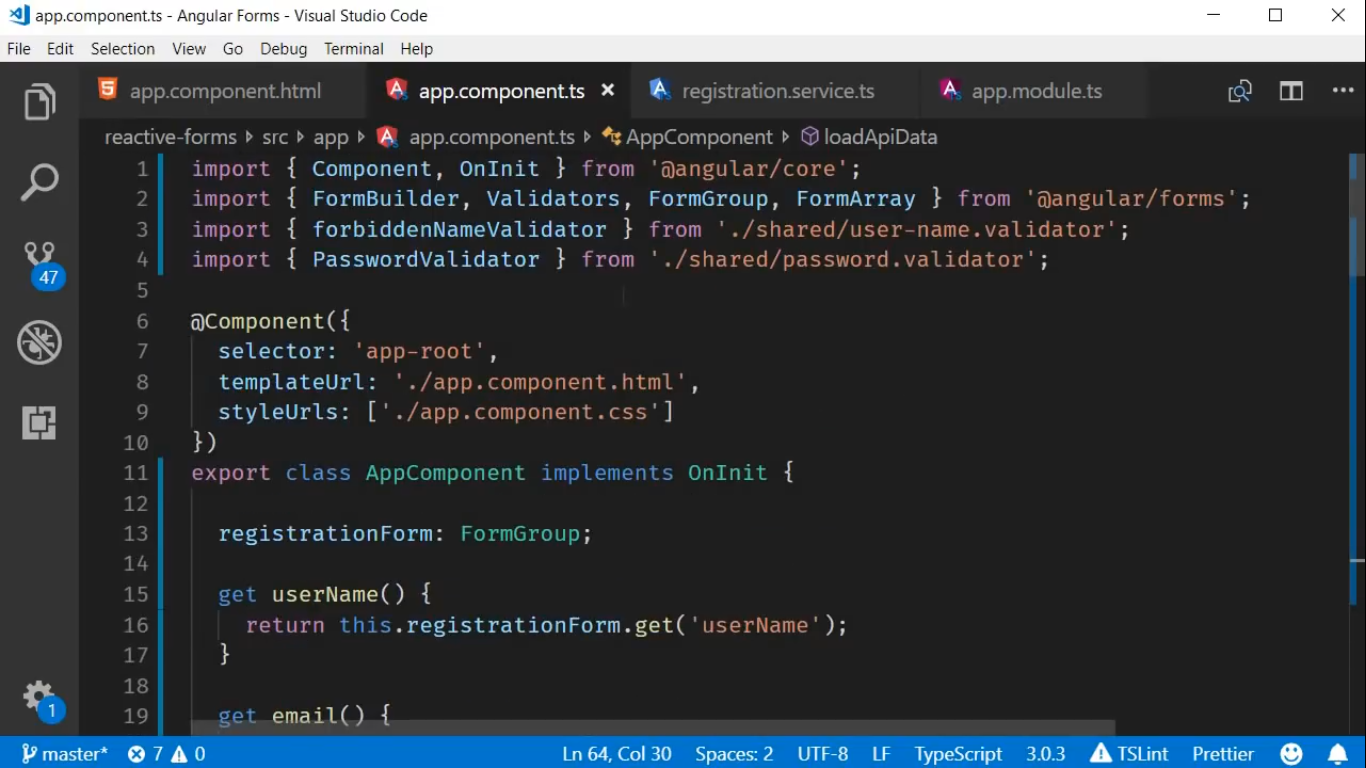 app.component.ts - Angular Forms - Visual Studio Code
File Edit Selection View Go Debug Terminal Help
app.component.html app.component.ts registration.service.ts app.module.ts
reactive-forms src app app.component.ts AppComponent loadApiData
1 import { Component, OnInit } from '@angular/core';
2 import { FormBuilder, Validators, FormGroup, FormArray } from '@angular/forms';
3 import { forbiddenNameValidator } from './shared/user-name.validator';
4 import { PasswordValidator } from './shared/password.validator';
5
6 @Component({
7 selector: 'app-root',
8 templateUrl: './app.component.html',
9 styleUrls: ['./app.component.css']
10 })
11 export class AppComponent implements OnInit {
12
13 registrationForm: FormGroup;
14
15 get userName() {
16 return this.registrationForm.get('userName');
17 }
18
19 get email() {
47
1
master* 7 0 Ln 64, Col 30 Spaces: 2 UTF-8 LF TypeScript 3.0.3 TSLint Prettier